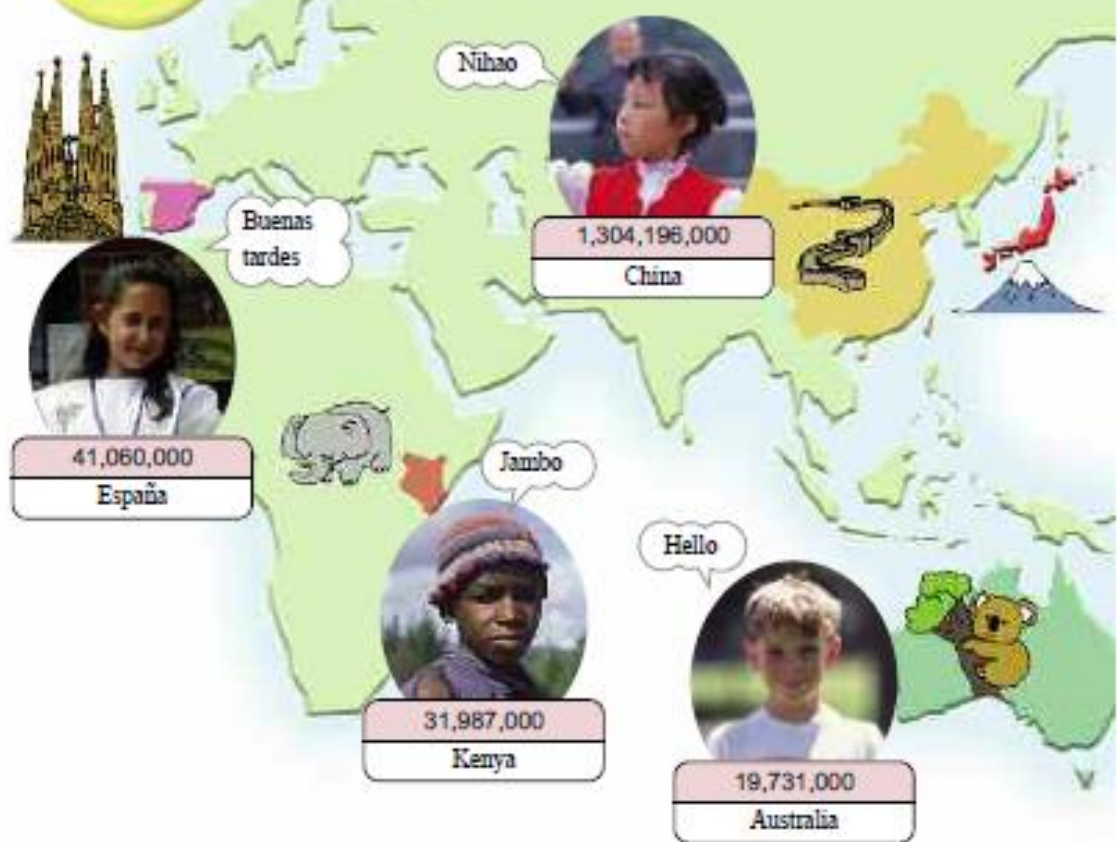 Nihao
1,304,196,000
China
Buenas
tardes
41,060,000
España
Jambo
31,987,000
Kenya
Hello
19,731,000
Australia